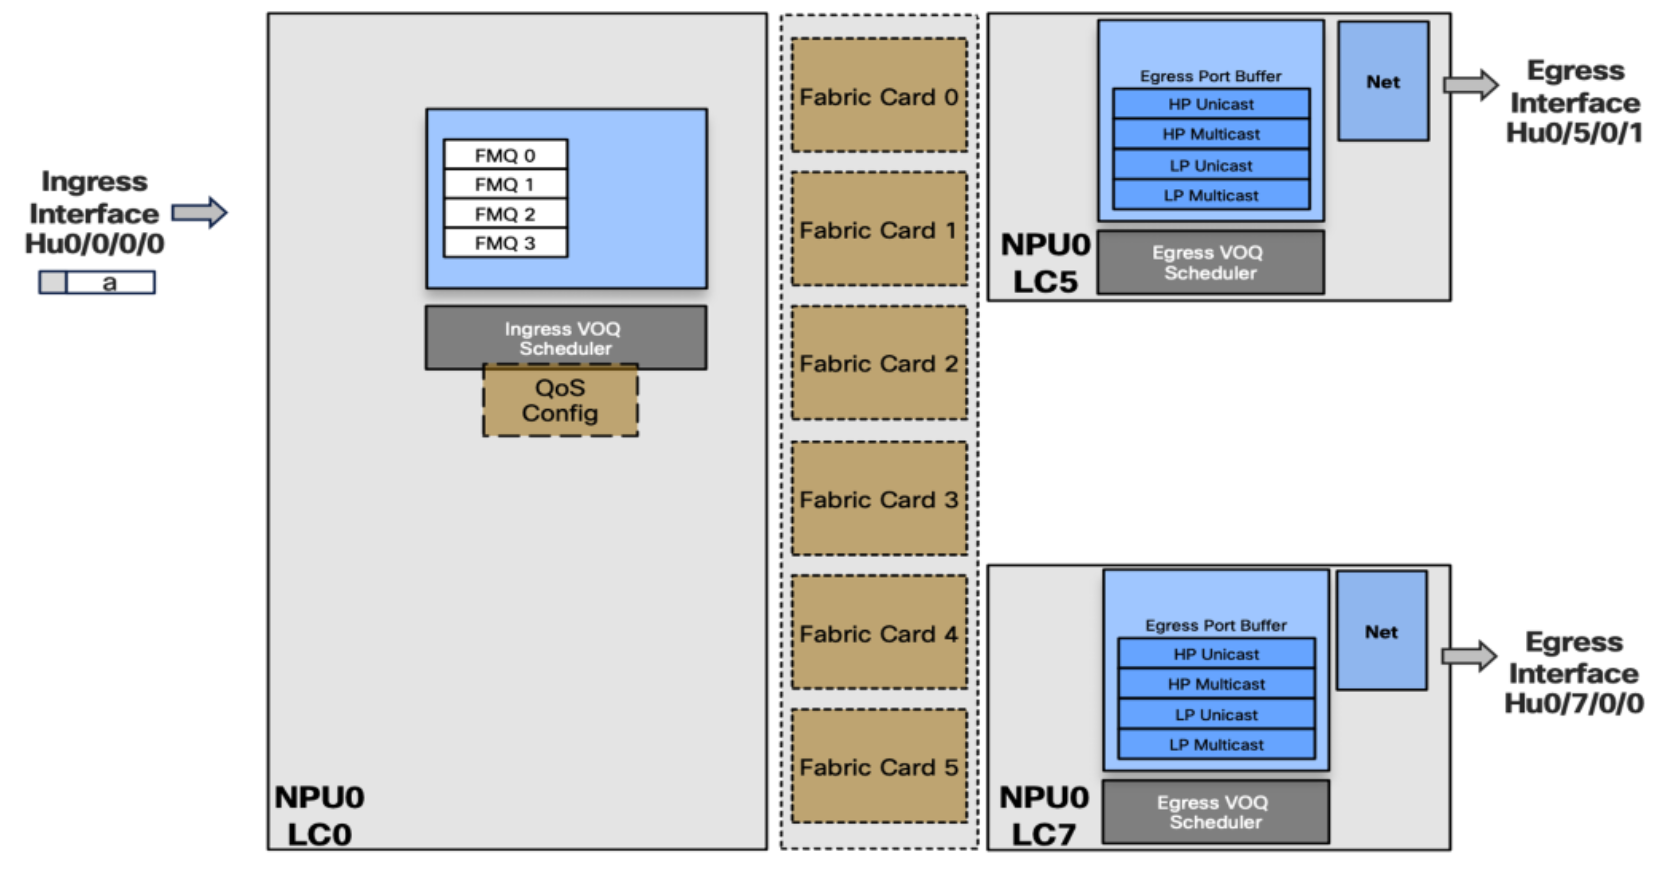 Ingress
Interface
Hu0/0/0/0
a
FMQ 0
FMQ 1
FMQ 2
FMQ 3
Ingress VOQ
Scheduler
QoS
Config
NPU0
LC0
Fabric Card 0
Fabric Card 1
Fabric Card 2
Fabric Card 3
Fabric Card 4
Fabric Card 5
Egress Port Buffer
HP Unicast
HP Multicast
LP Unicast
LP Multicast
Net
NPU0
LC5
Egress VOQ
Scheduler
Egress
Interface
Hu0/5/0/1
Egress Port Buffer
HP Unicast
HP Multicast
LP Unicast
LP Multicast
Net
NPU0
LC7
Egress VOQ
Scheduler
Egress
Interface
Hu0/7/0/0